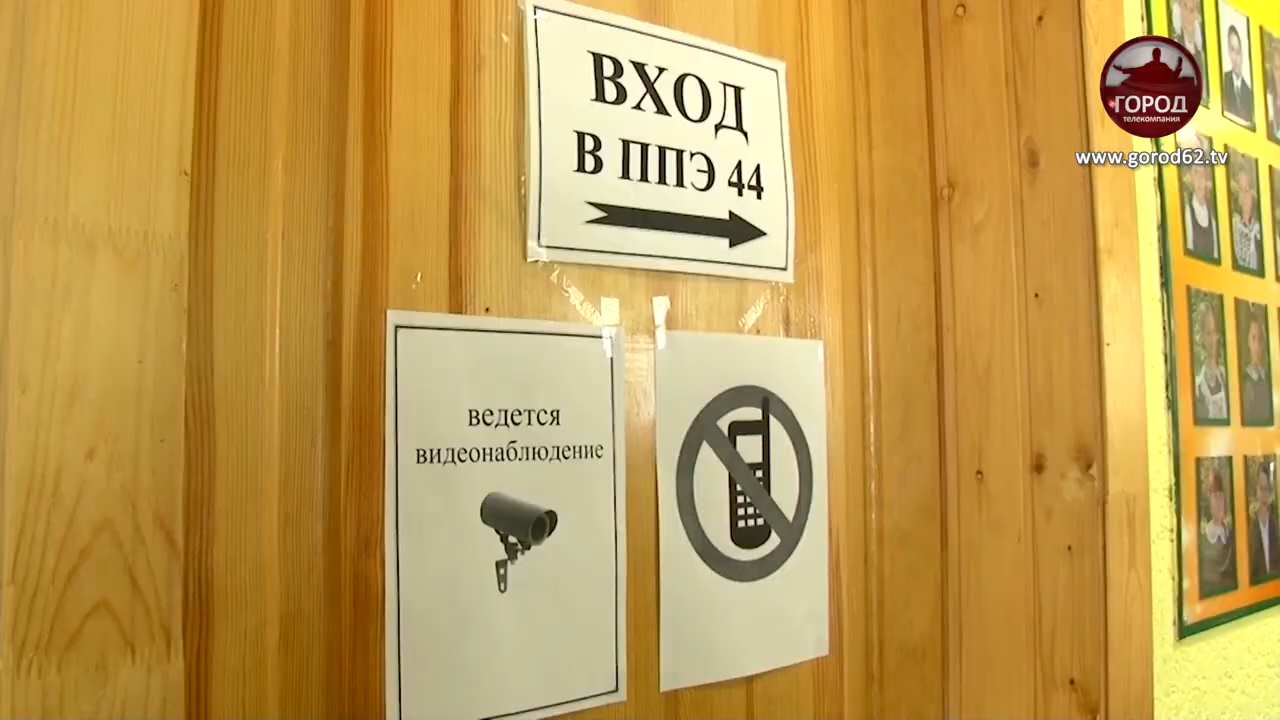 ВХОД
В ППЭ 44
ГОРОД
телекомпания
www.gorod62.tv
ведется
видеонаблюдение